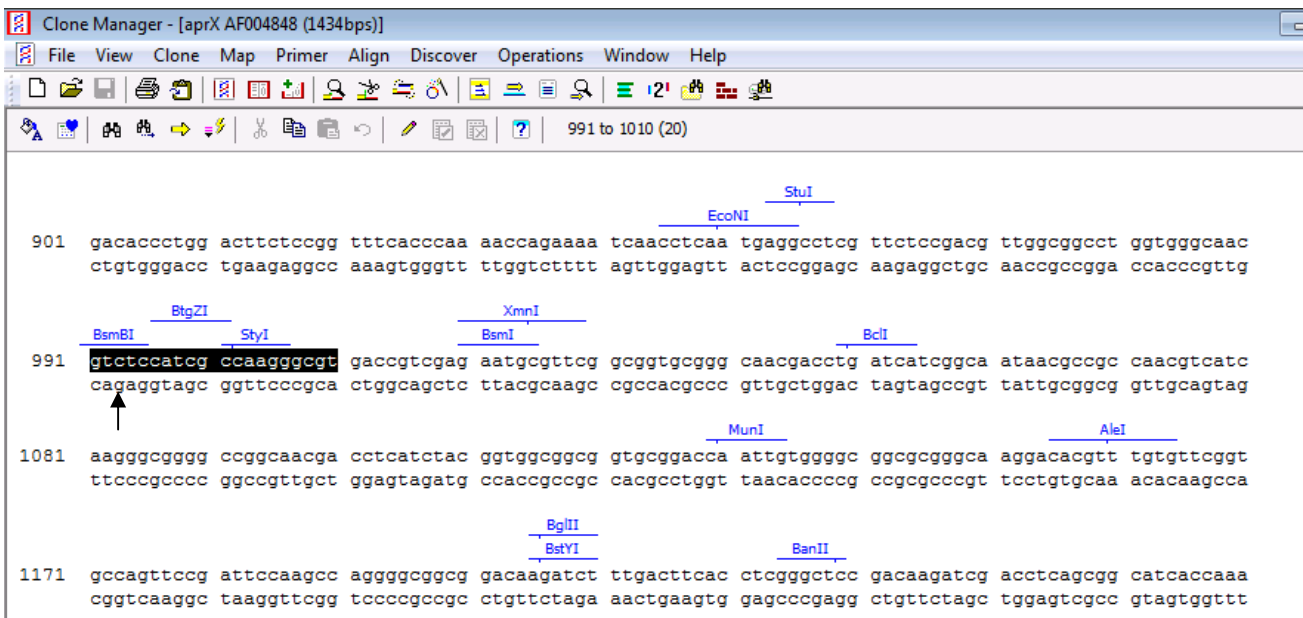 Clone Manager - [aprX AF004848 (1434bps)]
File View Clone Map Primer Align Discover Operations Window Help
991 to 1010 (20)
StuI
EcoNI
901 gacaccctgg acttctccgg tttcacccaa aaccagaaaa tcaacctcaa tgaggcctcg ttctccgacg ttggcggcct ggtgggcaac
ctgtgggacc tgaagaggcc aaagtgggtt ttggtctttt agttggagtt actccggagc aagaggctgc aaccgccgga ccacccgttg
BtgZI XmnI
BsmBI StyI BsmI BclI
991 gtctccatcg ccaagggcgt gaccgtcgag aatgcgttcg gcggtgcggg caacgacctg atcatcggca ataacgccgc caacgtcatc
cagaggtagc ggttcccgca ctggcagctc ttacgcaagc cgccacgccc gttgctggac tagtagccgt tattgcggcg gttgcagtag
MunI AleI
1081 aagggcgggg ccggcaacga cctcatctac ggtggcggcg gtgcggacca attgtggggc ggcgcgggca aggacacgtt tgtgttcggt
ttcccgcccc ggccgttgct ggagtagatg ccaccgccgc cacgcctggt taacaccccg ccgcgcccgt tcctgtgcaa acacaagcca
BglII
BstYI BanII
1171 gccagttccg attccaagcc aggggcggcg gacaagatct ttgacttcac ctcgggctcc gacaagatcg acctcagcgg catcaccaaa
cggtcaaggc taaggttcgg tccccgccgc ctgttctaga aactgaagtg gagcccgagg ctgttctagc tggagtcgcc gtagtggttt